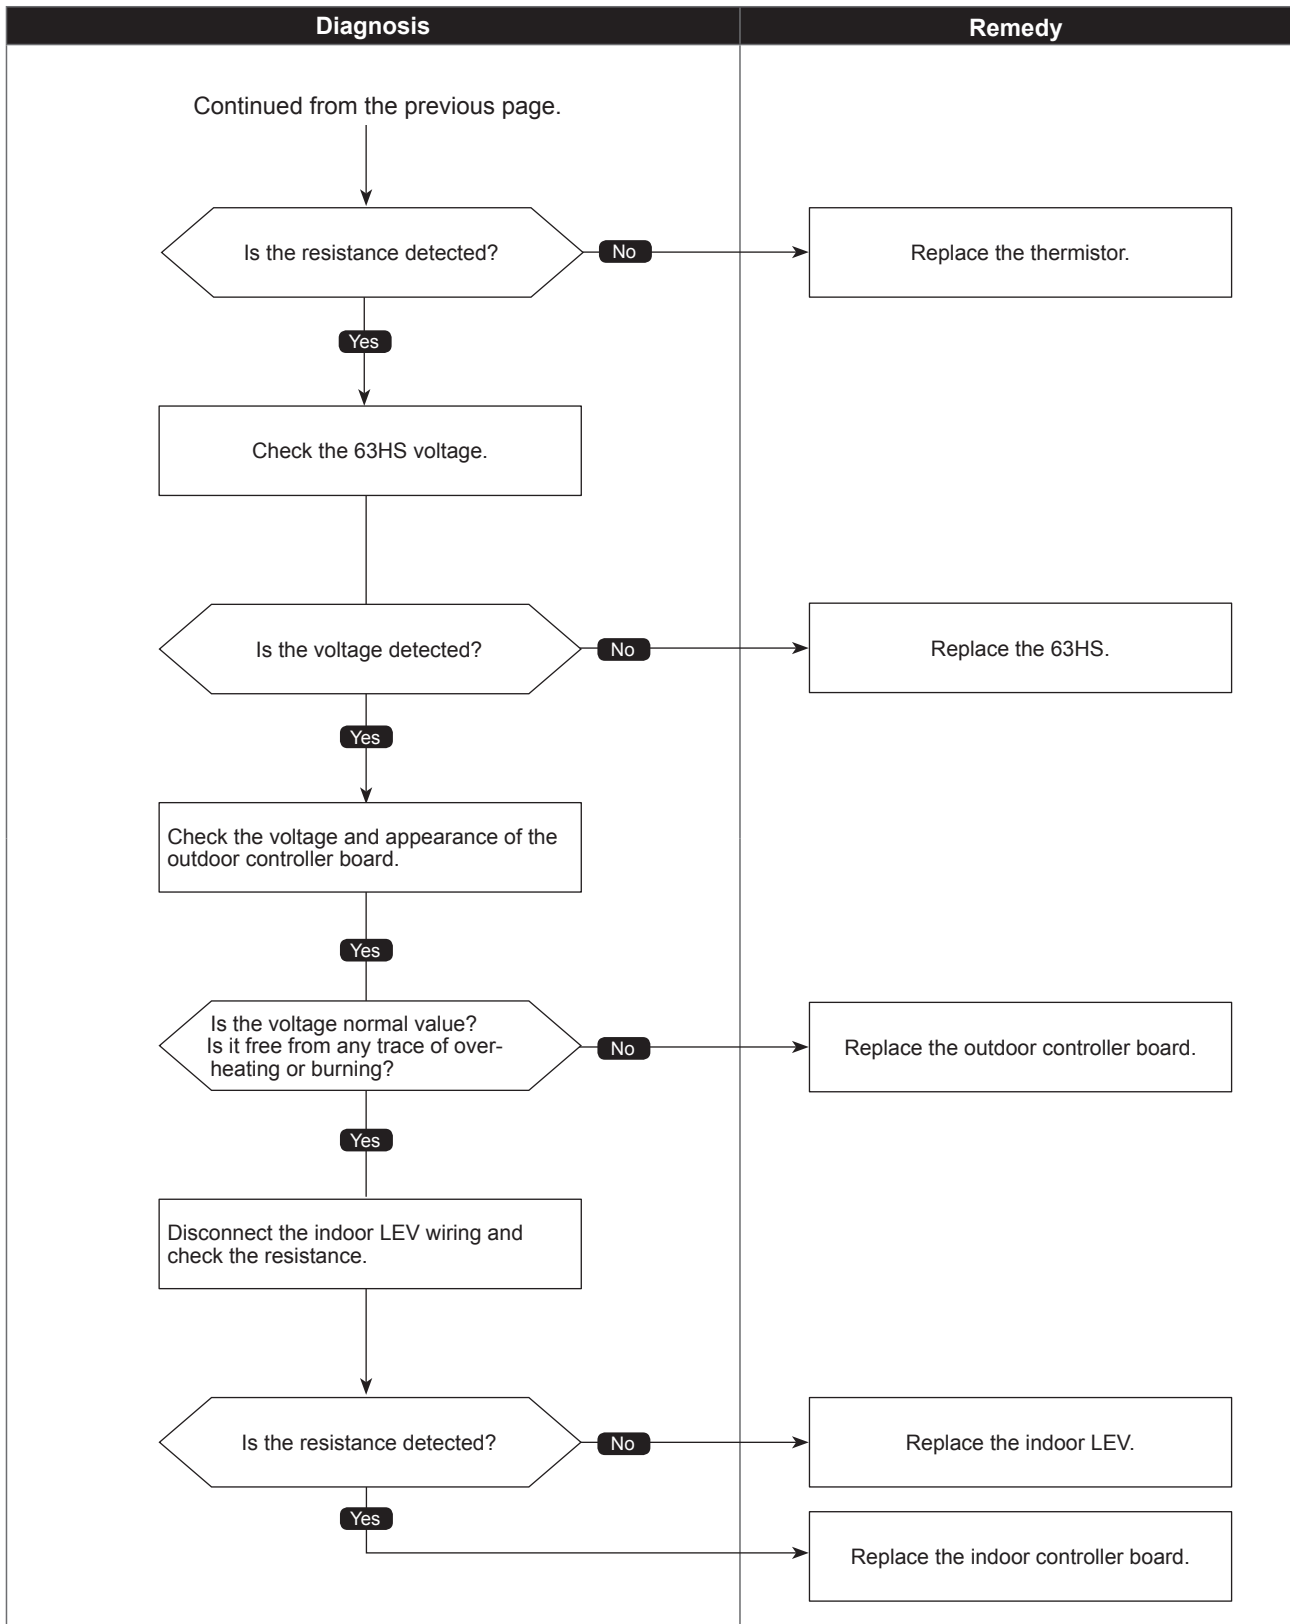 Diagnosis
Remedy
Continued from the previous page.
Is the resistance detected?
No
Replace the thermistor.
Yes
Check the 63HS voltage.
Is the voltage detected?
No
Replace the 63HS.
Yes
Check the voltage and appearance of the
outdoor controller board.
Yes
Is the voltage normal value?
Is it free from any trace of over-
heating or burning?
No
Replace the outdoor controller board.
Yes
Disconnect the indoor LEV wiring and
check the resistance.
Is the resistance detected?
No
Replace the indoor LEV.
Yes
Replace the indoor controller board.